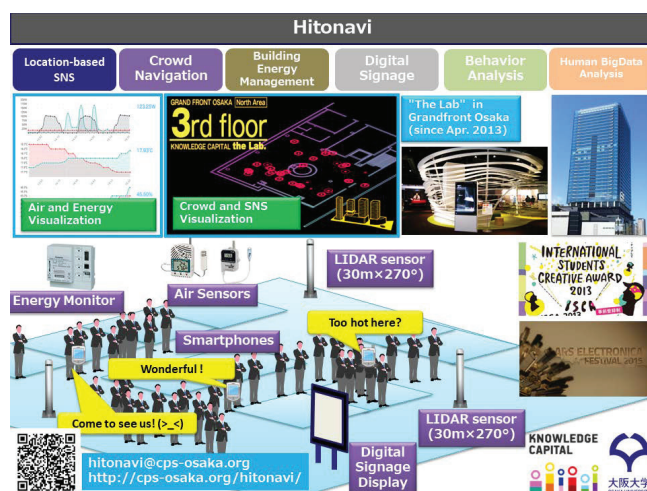 Hitonavi
Location-based
SNS
Crowd
Navigation
Building
Energy
Management
Digital
Signage
Behavior
Analysis
Human BigData
Analysis
Air and Energy
Visualization
GRAND FRONT OSAKA North Area
3rd floor
KNOWLEDGE CAPITAL the Lab.
Crowd and SNS
Visualization
"The Lab" in
Grandfront Osaka
(since Apr. 2013)
INTERNATIONAL
STUDENTS
CREATIVE AWARD
2013
ARS ELECTRONICA
FESTIVAL 2015
Energy Monitor
Air Sensors
LIDAR sensor
(30m×270°)
Smartphones
Too hot here?
Wonderful !
Come to see us! (>_<)
LIDAR sensor
(30m×270°)
Digital
Signage
Display
hitonavi@cps-osaka.org
http://cps-osaka.org/hitonavi/
KNOWLEDGE
CAPITAL
大阪大学